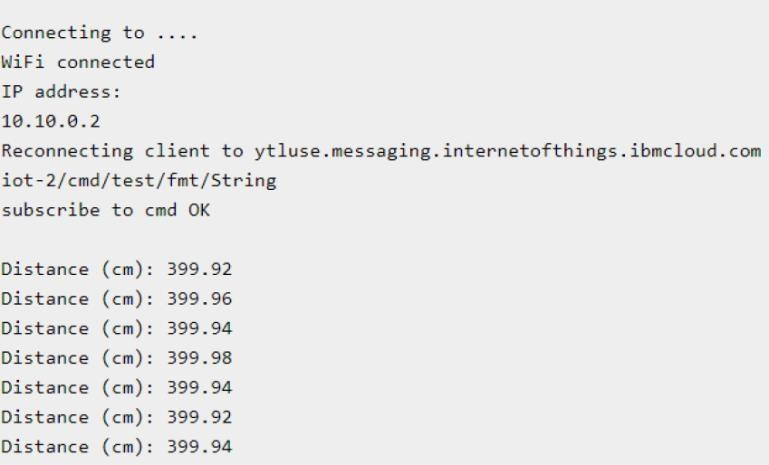 Connecting to ....
WiFi connected
IP address:
10.10.0.2
Reconnecting client to ytluse.messaging.internetofthings.ibmcloud.com
iot-2/cmd/test/fmt/String
subscribe to cmd OK
Distance (cm): 399.92
Distance (cm): 399.96
Distance (cm): 399.94
Distance (cm): 399.98
Distance (cm): 399.94
Distance (cm): 399.92
Distance (cm): 399.94